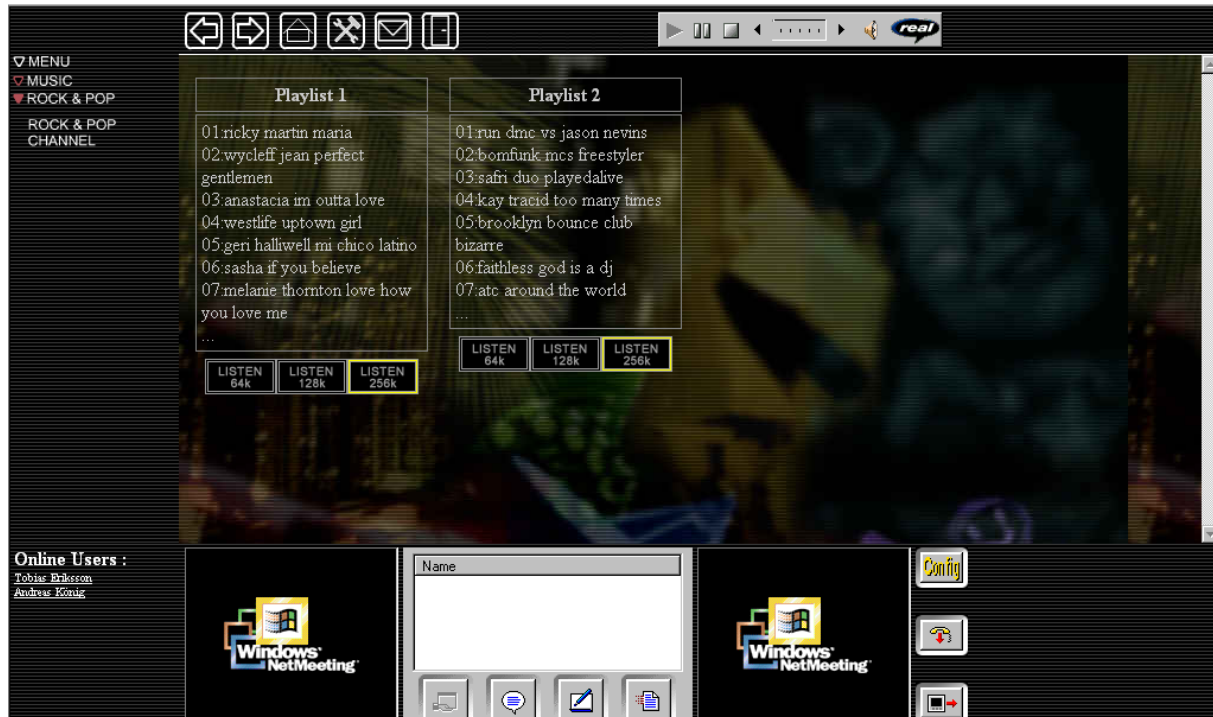 real
MENU
MUSIC
ROCK & POP
ROCK & POP
CHANNEL
Playlist 1
01:ricky martin maria
02:wycleff jean perfect
gentlemen
03:anastacia im outta love
04:westlife uptown girl
05:geri halliwell mi chico latino
06:sasha if you believe
07:melanie thornton love how
you love me
...
LISTEN
64k
LISTEN
128k
LISTEN
256k
Playlist 2
01:run dmc vs jason nevins
02:bomfunk mcs freestyler
03:safri duo playedalive
04:kay tracid too many times
05:brooklyn bounce club
bizarre
06:faithless god is a dj
07:atc around the world
...
LISTEN
64k
LISTEN
128k
LISTEN
256k
Online Users :
Tobias Eriksson
Andreas König
Windows
NetMeeting
Name
Windows
NetMeeting
Config